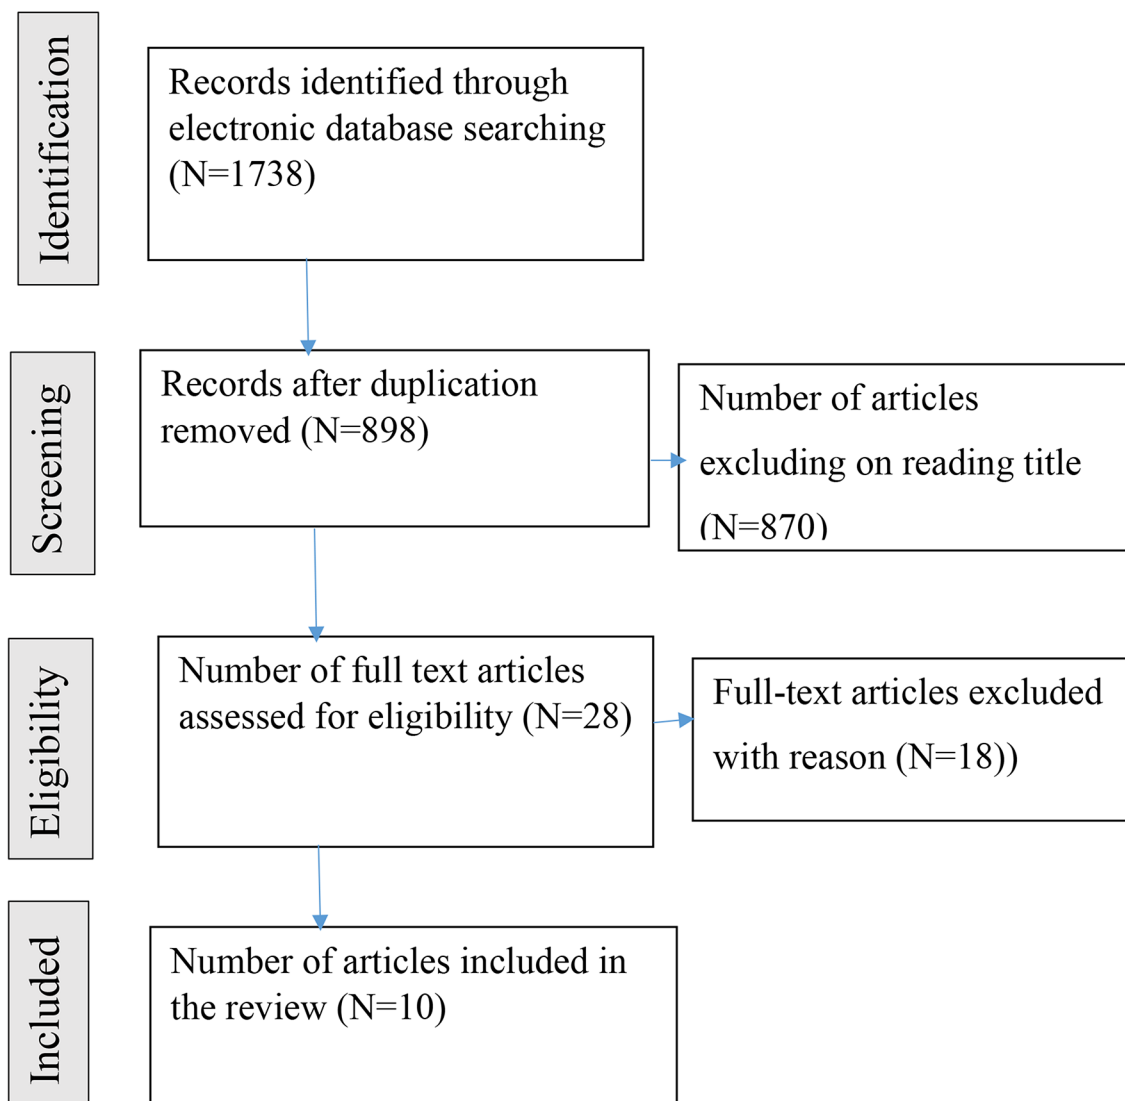 Identification
Records identified through
electronic database searching
(N=1738)
Screening
Records after duplication
removed (N=898)
Number of articles
excluding on reading title
(N=870)
Eligibility
Number of full text articles
assessed for eligibility (N=28)
Full-text articles excluded
with reason (N=18))
Included
Number of articles included in
the review (N=10)